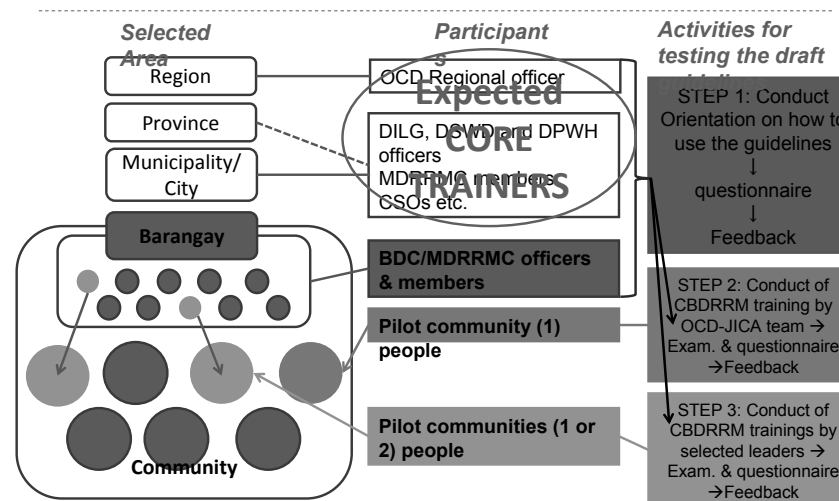 Selected
Area
Participant
s
Activities for
testing the draft
guidelines
Region
Province
Municipality/
City
Barangay
Community
OCD Regional officer
Expected
CORE
TRAINERS
DILG, DSWD and DPWH
officers
MDRRMC members,
CSOs etc.
BDC/MDRRMC officers
& members
Pilot community (1)
people
Pilot communities (1 or
2) people
STEP 1: Conduct
Orientation on how to
use the guidelines
↓
questionnaire
↓
Feedback
STEP 2: Conduct of
CBDRRM training by
OCD-JICA team →
Exam. & questionnaire
→Feedback
STEP 3: Conduct of
CBDRRM trainings by
selected leaders →
Exam. & questionnaire
→Feedback